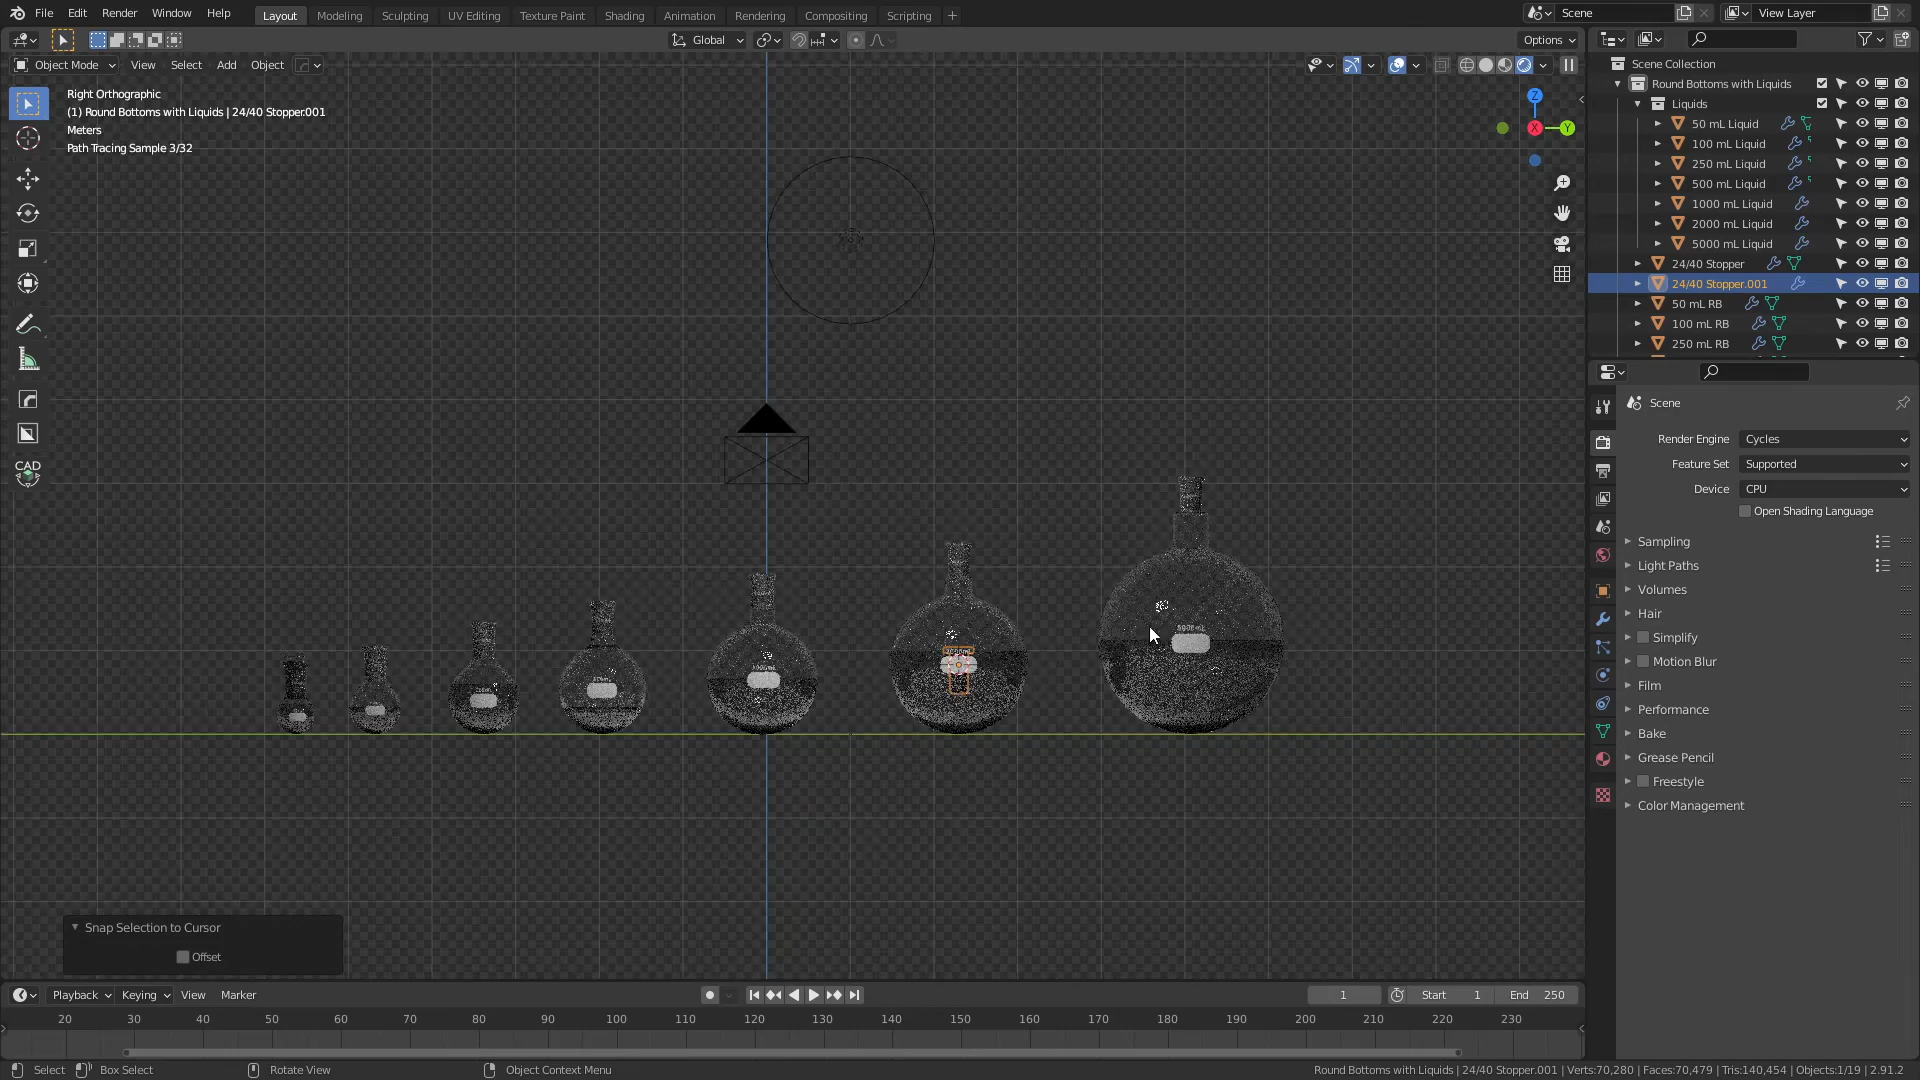 File Edit Render Window Help
Layout Modeling Sculpting UV Editing Texture Paint Shading Animation Rendering Compositing Scripting +
Scene
View Layer
Global
Options
Object Mode View Select Add Object
Right Orthographic
(1) Round Bottoms with Liquids | 24/40 Stopper.001
Meters
Path Tracing Sample 3/32
Z
X
Y
CAD
Scene Collection
Round Bottoms with Liquids
Liquids
50 mL Liquid
100 mL Liquid
250 mL Liquid
500 mL Liquid
1000 mL Liquid
2000 mL Liquid
5000 mL Liquid
24/40 Stopper
24/40 Stopper.001
50 mL RB
100 mL RB
250 mL RB
Scene
Render Engine Cycles
Feature Set Supported
Device CPU
Open Shading Language
Sampling
Light Paths
Volumes
Hair
Simplify
Motion Blur
Film
Performance
Bake
Grease Pencil
Freestyle
Color Management
Snap Selection to Cursor
Offset
Playback Keying View Marker
1
Start 1
End 250
20 30 40 50 60 70 80 90 100 110 120 130 140 150 160 170 180 190 200 210 220 230
Select Box Select Rotate View Object Context Menu
Round Bottoms with Liquids | 24/40 Stopper.001 | Verts:70,280 | Faces:70,479 | Tris:140,454 | Objects:1/19 | 2.91.2